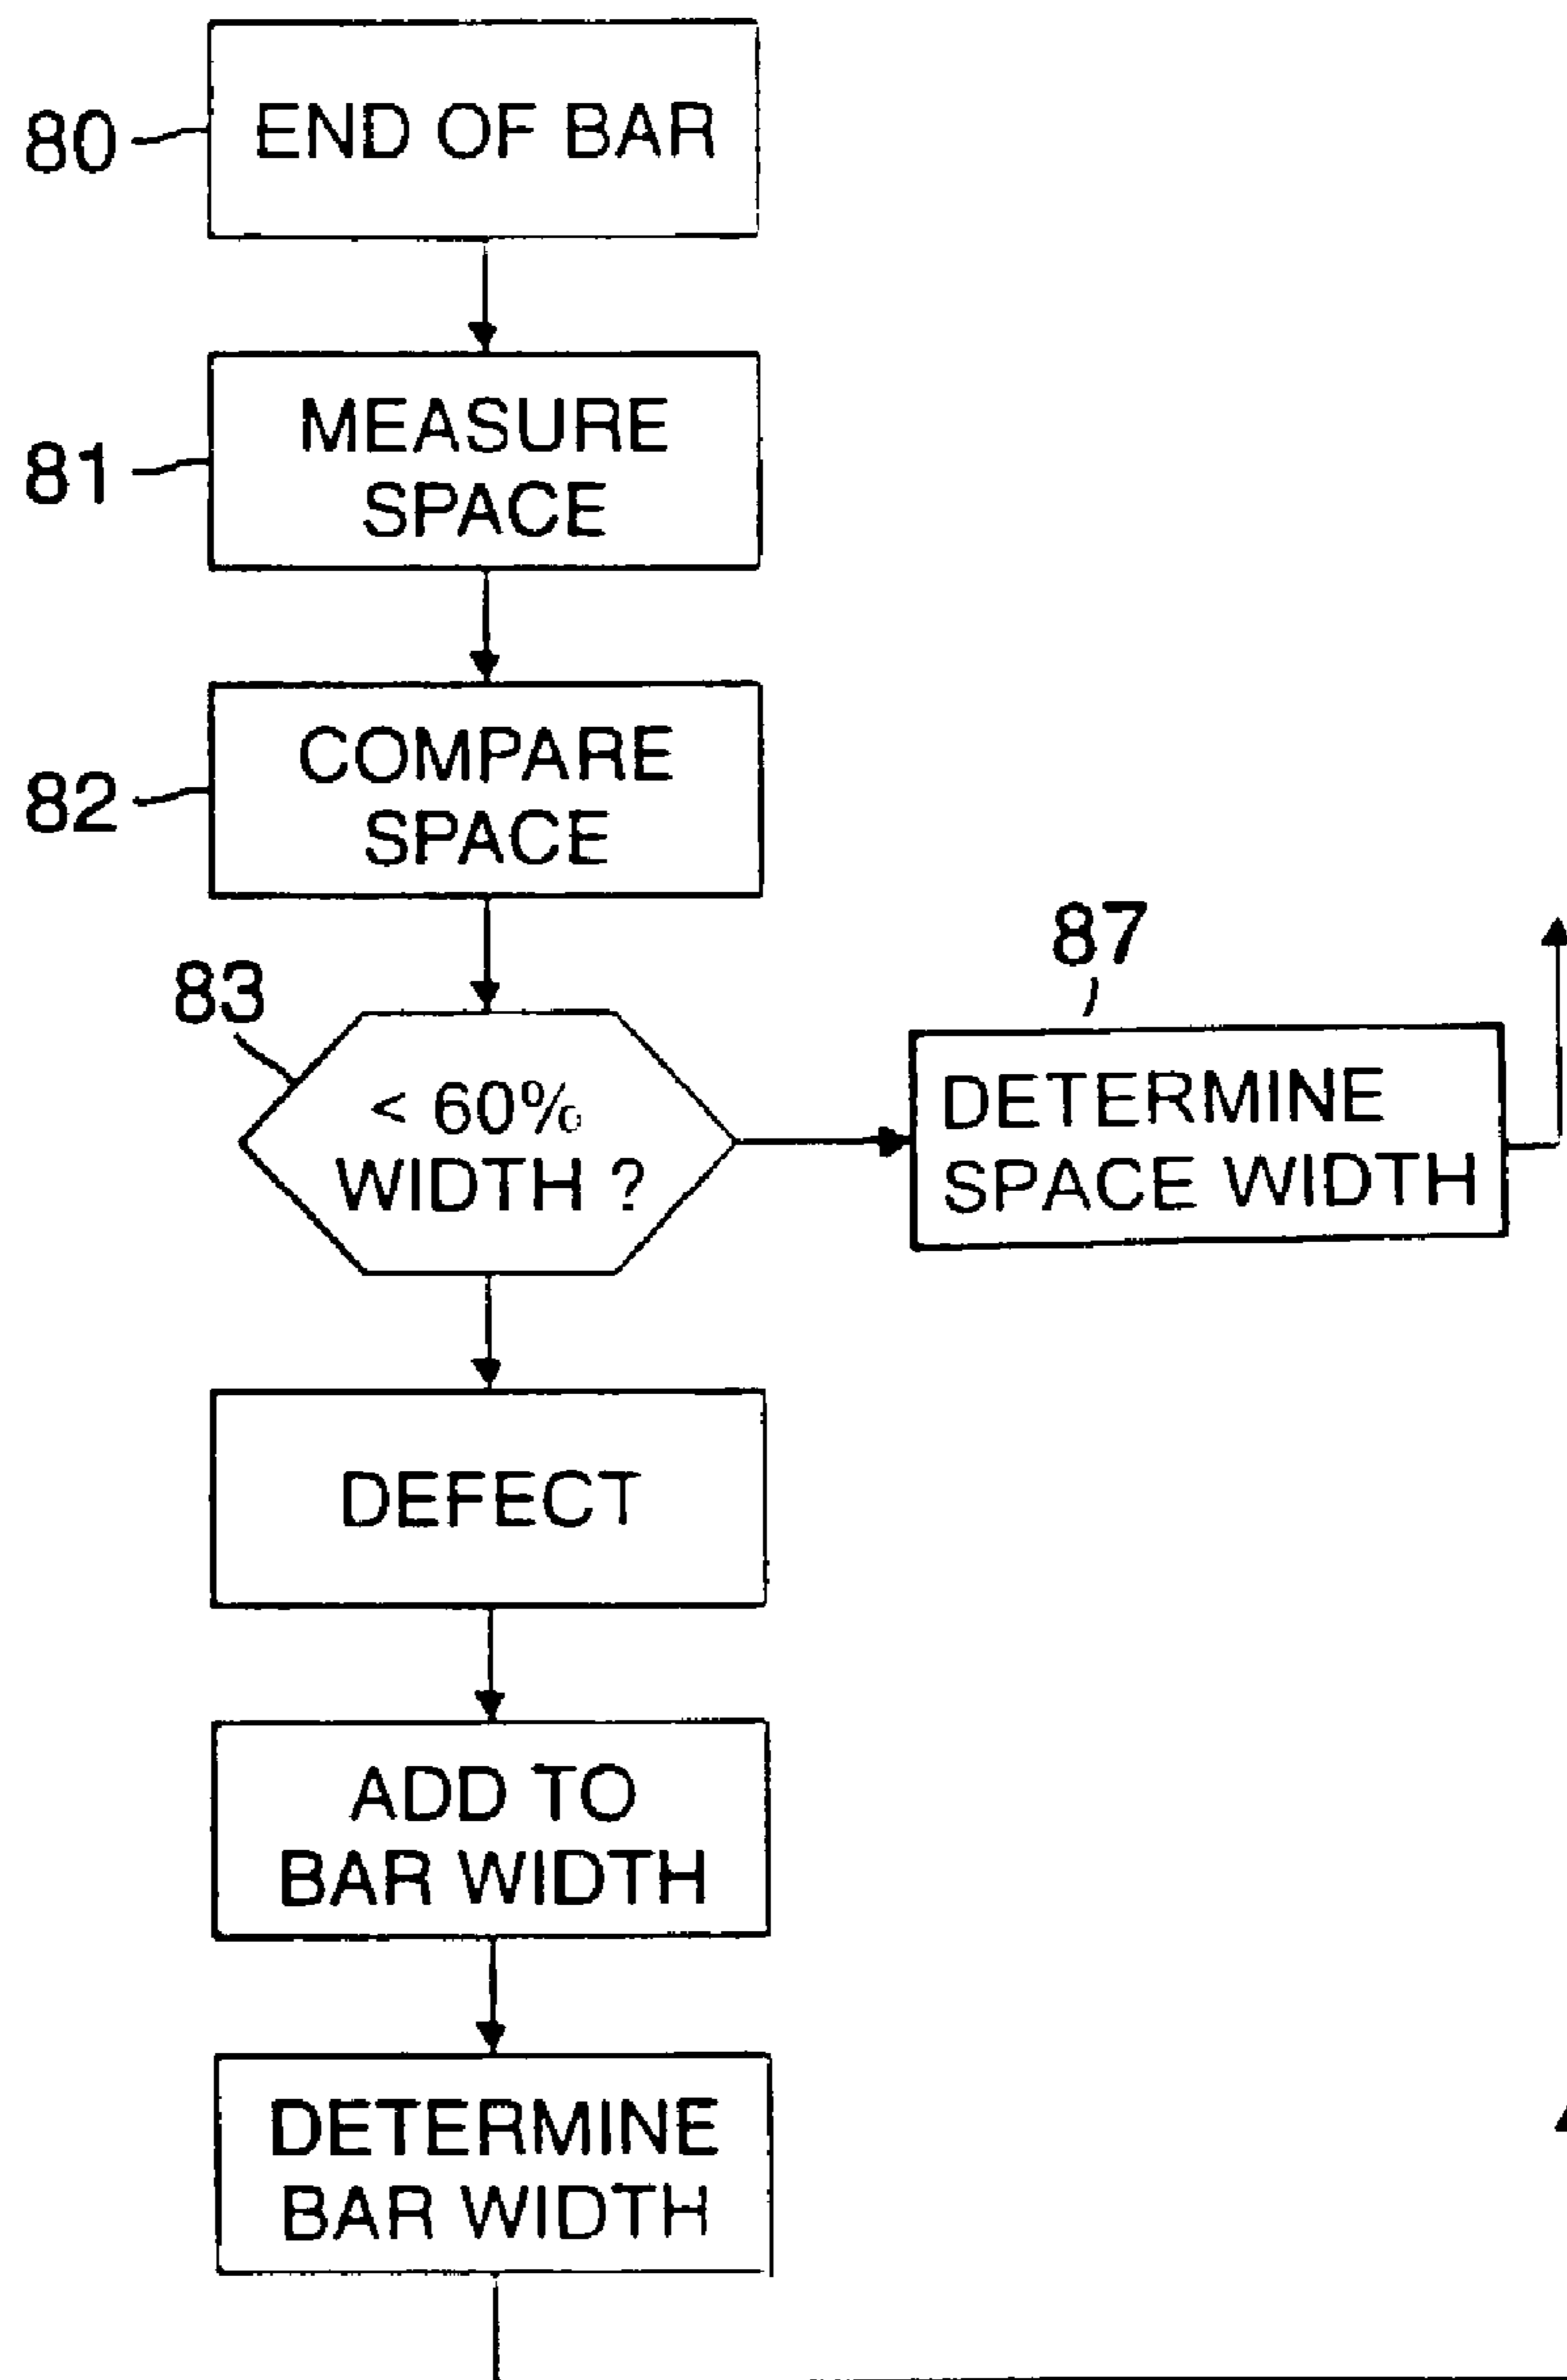 80
END OF BAR
81
MEASURE
SPACE
82
COMPARE
SPACE
83
< 60%
WIDTH ?
87
DETERMINE
SPACE WIDTH
DEFECT
ADD TO
BAR WIDTH
DETERMINE
BAR WIDTH